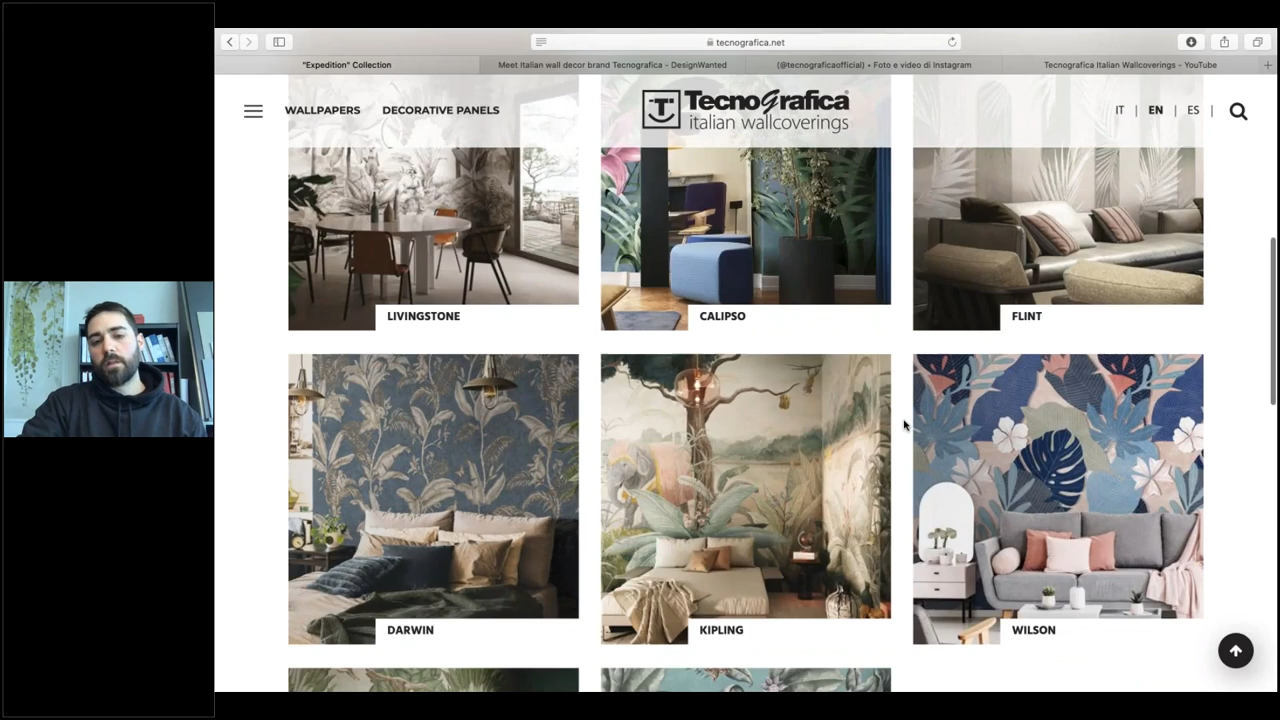 tecnografica.net
"Expedition" Collection
Meet Italian wall decor brand Tecnografica - DesignWanted
(@tecnograficaofficial) • Foto e video di Instagram
Tecnografica Italian Wallcoverings - YouTube
WALLPAPERS
DECORATIVE PANELS
TecnoGrafica®
italian wallcoverings
IT | EN | ES |
LIVINGSTONE
CALIPSO
FLINT
DARWIN
KIPLING
WILSON